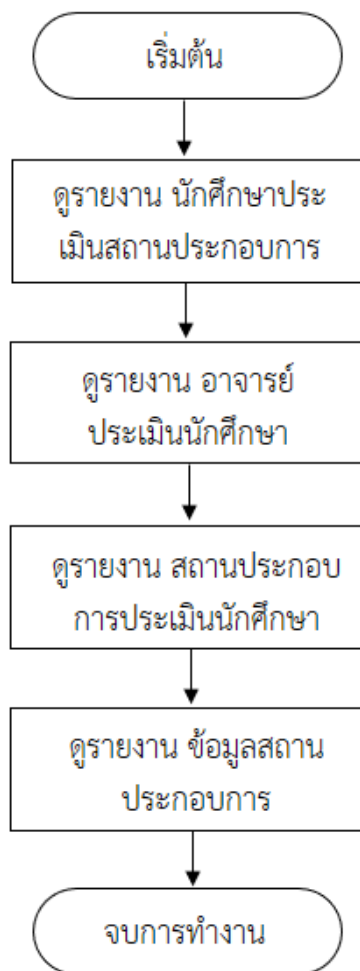 เริ่มต้น
ดูรายงาน นักศึกษาประ
เมินสถานประกอบการ
ดูรายงาน อาจารย์
ประเมินนักศึกษา
ดูรายงาน สถานประกอบ
การประเมินนักศึกษา
ดูรายงาน ข้อมูลสถาน
ประกอบการ
จบการทำงาน